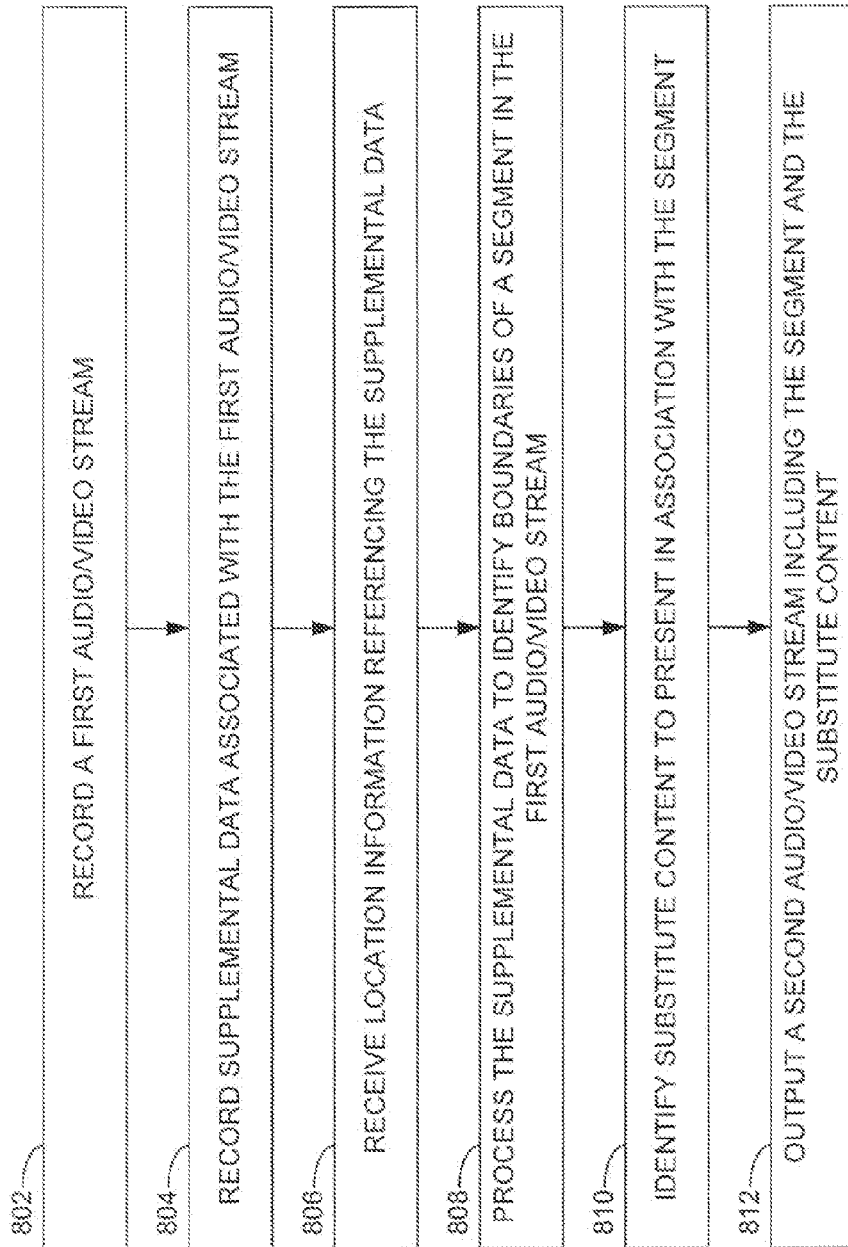 802
RECORD A FIRST AUDIO/VIDEO STREAM
804
RECORD SUPPLEMENTAL DATA ASSOCIATED WITH THE FIRST AUDIO/VIDEO STREAM
806
RECEIVE LOCATION INFORMATION REFERENCING THE SUPPLEMENTAL DATA
808
PROCESS THE SUPPLEMENTAL DATA TO IDENTIFY BOUNDARIES OF A SEGMENT IN THE
FIRST AUDIO/VIDEO STREAM
810
IDENTIFY SUBSTITUTE CONTENT TO PRESENT IN ASSOCIATION WITH THE SEGMENT
812
OUTPUT A SECOND AUDIO/VIDEO STREAM INCLUDING THE SEGMENT AND THE
SUBSTITUTE CONTENT